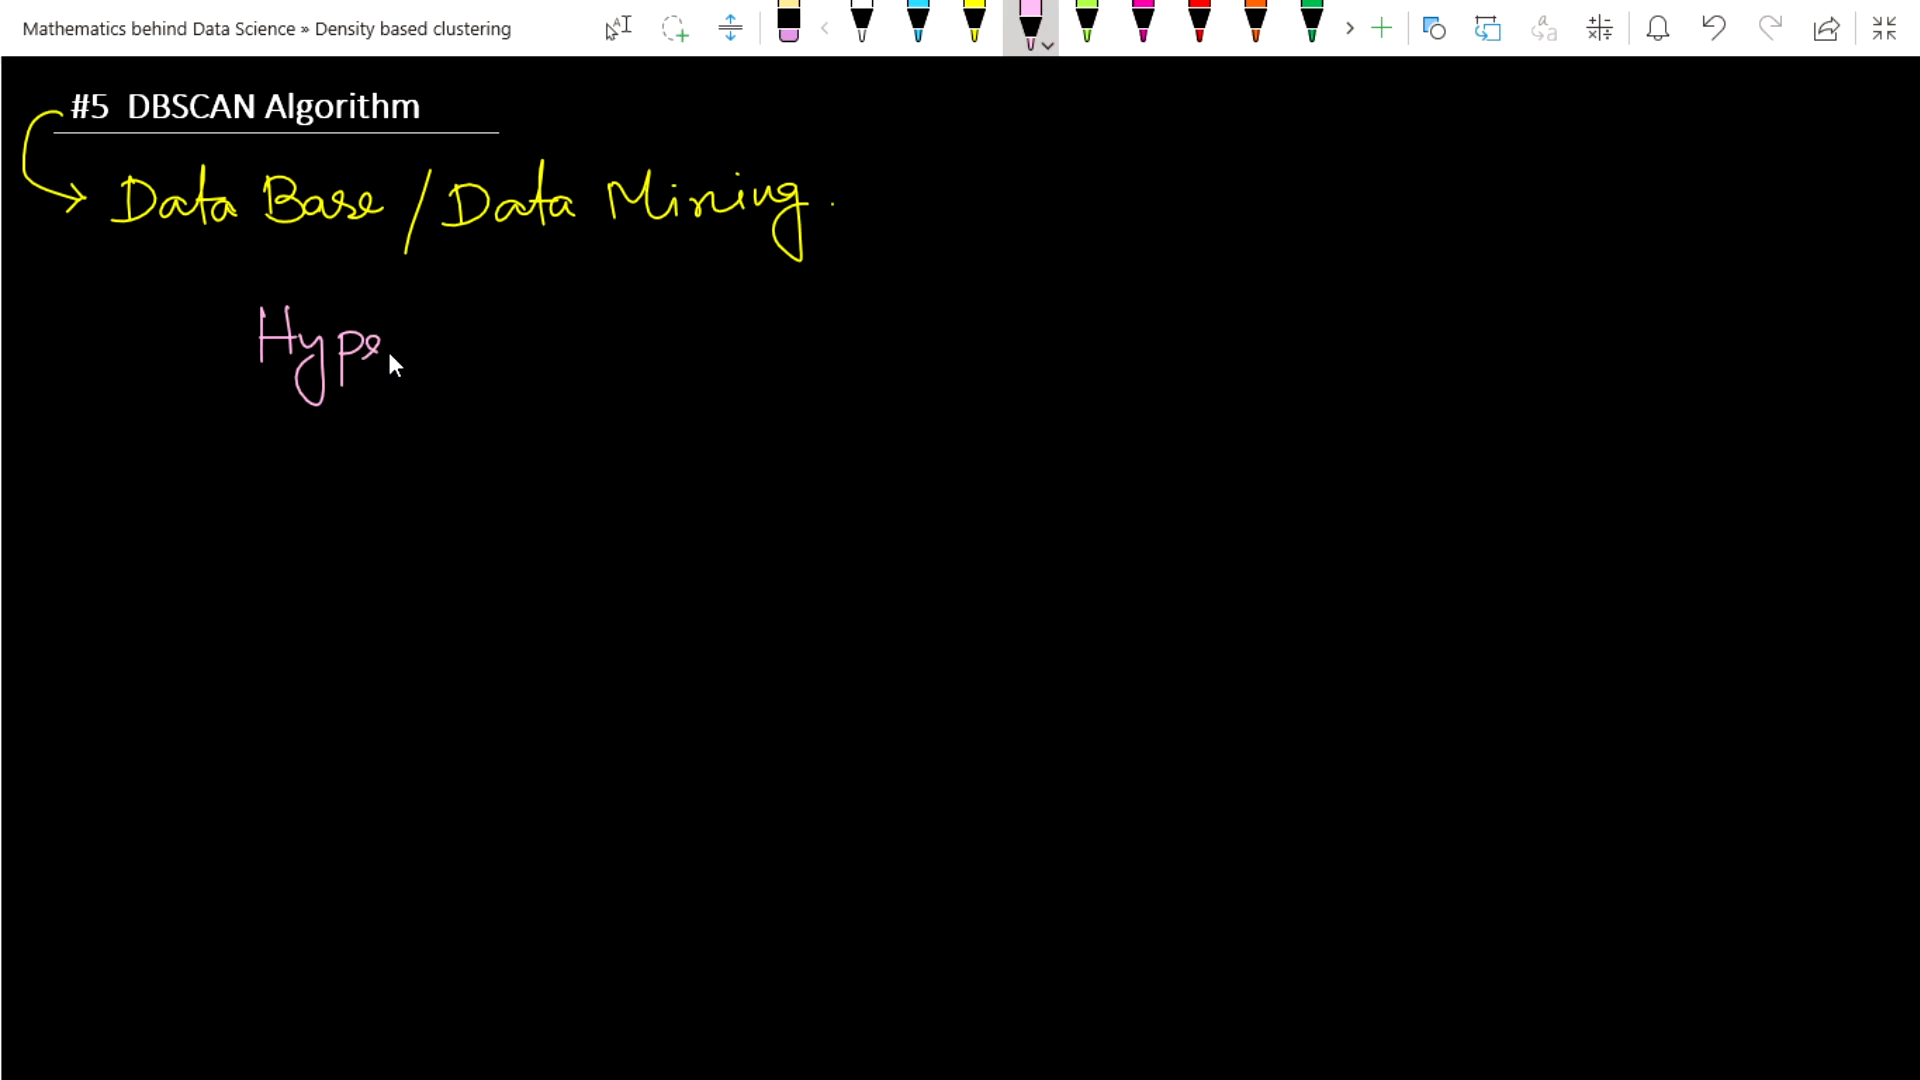 Mathematics behind Data Science » Density based clustering
#5 DBSCAN Algorithm
Data Base / Data Mining.
Hype